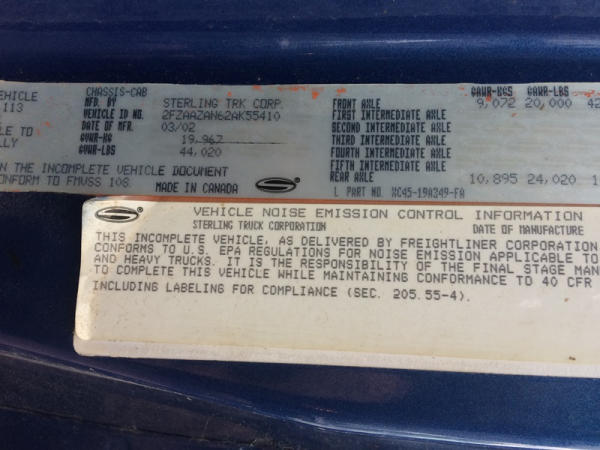 EHICLE
113
LE TO
LLY
CHASSIS-CAB
MFD. BY STERLING TRK CORP.
VEHICLE ID NO. 2FZAAZAN62AK55410
DATE OF MFD. 03/02
GVWR-KG 19,967
GVWR-LBS 44,020
N THE INCOMPLETE VEHICLE DOCUMENT
ONFORM TO FMVSS 108.
MADE IN CANADA
GAWR-KGS GAWR-LBS
FRONT AXLE 9,072 20,000 42
FIRST INTERMEDIATE AXLE
SECOND INTERMEDIATE AXLE
THIRD INTERMEDIATE AXLE
FOURTH INTERMEDIATE AXLE
FIFTH INTERMEDIATE AXLE
REAR AXLE 10,895 24,020 1
L PART NO. XC45-19A349-FA
VEHICLE NOISE EMISSION CONTROL INFORMATION
STERLING TRUCK CORPORATION DATE OF MANUFACTURE
THIS INCOMPLETE VEHICLE, AS DELIVERED BY FREIGHTLINER CORPORATION
CONFORMS TO U.S. EPA REGULATIONS FOR NOISE EMISSION APPLICABLE TO
AND HEAVY TRUCKS. IT IS THE RESPONSIBILITY OF THE FINAL STAGE MAN
TO COMPLETE THIS VEHICLE WHILE MAINTAINING CONFORMANCE TO 40 CFR
INCLUDING LABELING FOR COMPLIANCE (SEC. 205.55-4).